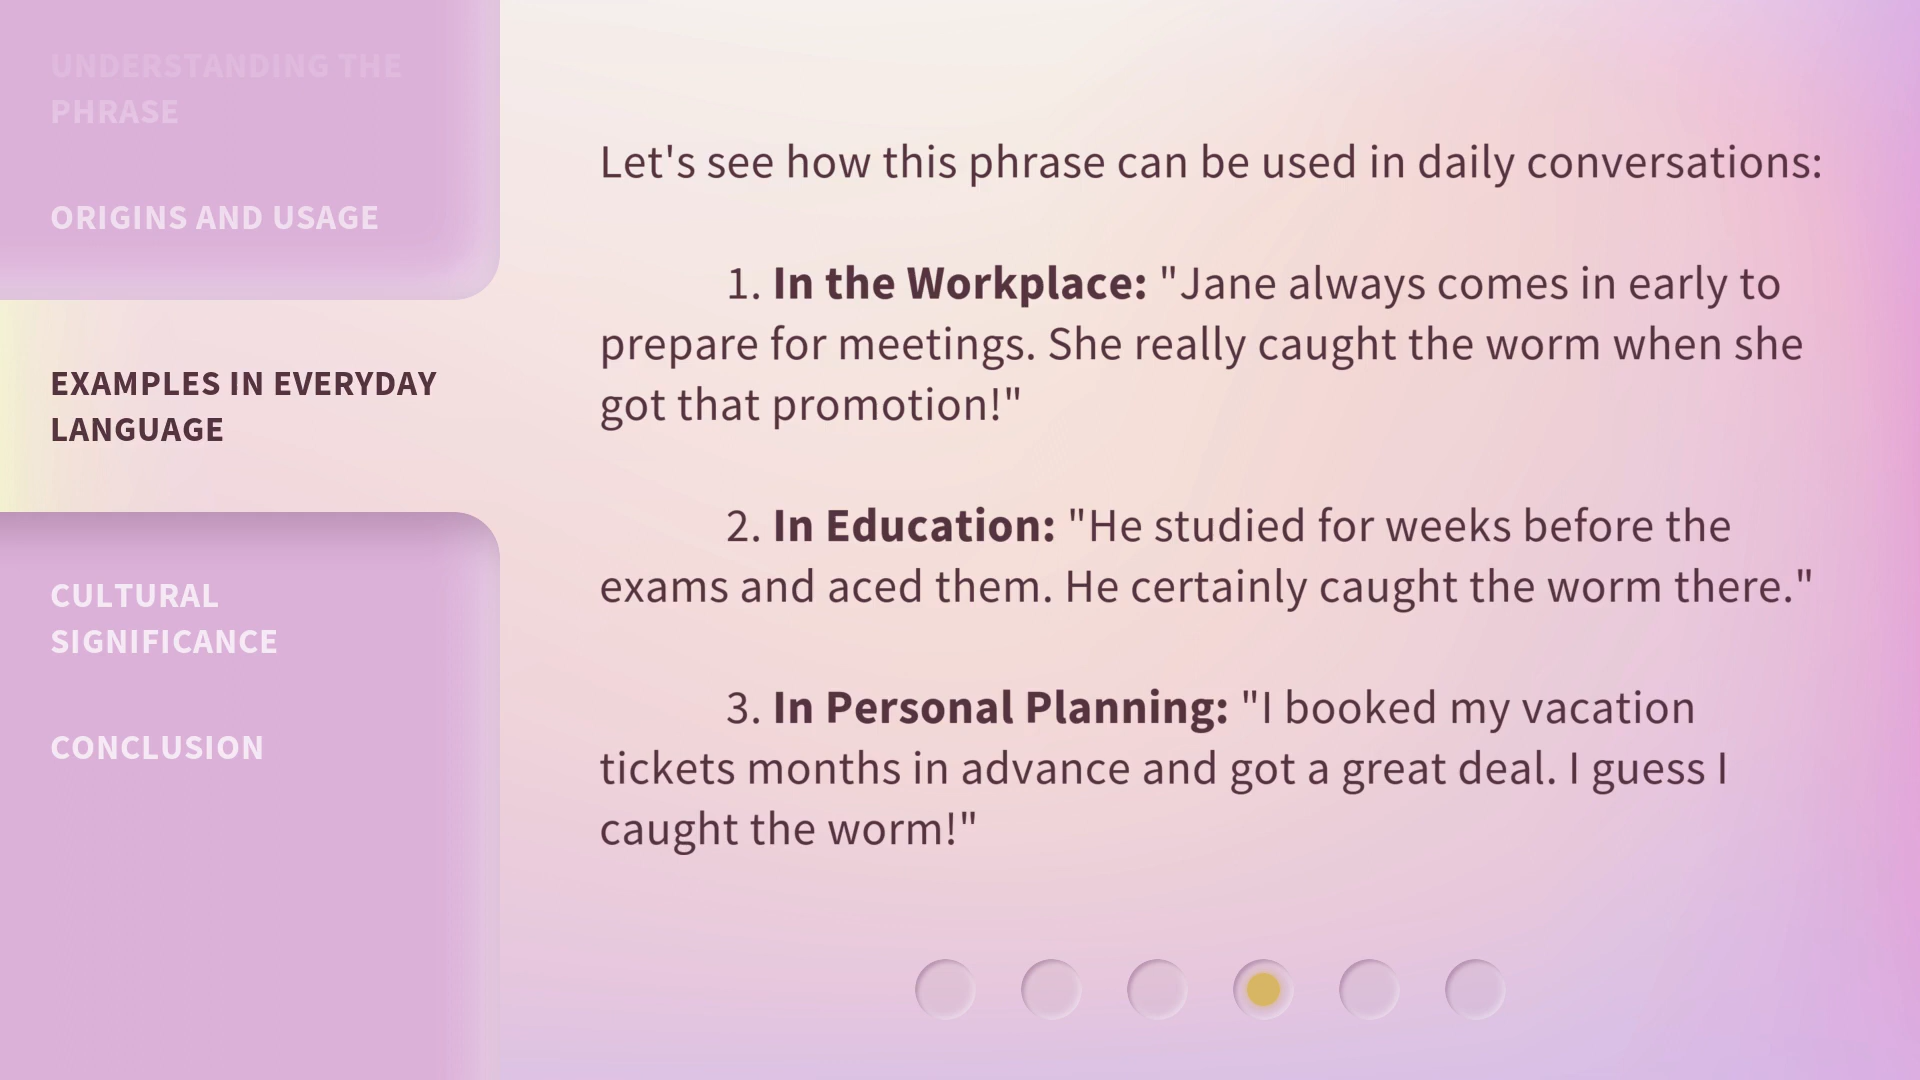 UNDERSTANDING THE
PHRASE
ORIGINS AND USAGE
EXAMPLES IN EVERYDAY
LANGUAGE
CULTURAL
SIGNIFICANCE
CONCLUSION
Let's see how this phrase can be used in daily conversations:
1. In the Workplace: "Jane always comes in early to
prepare for meetings. She really caught the worm when she
got that promotion!"
2. In Education: "He studied for weeks before the
exams and aced them. He certainly caught the worm there."
3. In Personal Planning: "I booked my vacation
tickets months in advance and got a great deal. I guess I
caught the worm!"